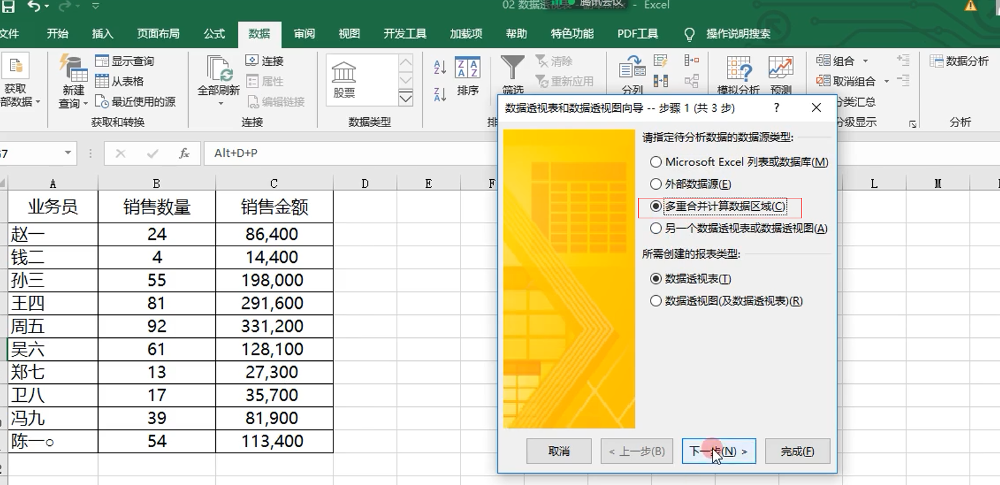 02 数据透视表 - 副本.xlsx - Excel
腾讯会议
文件 开始 插入 页面布局 公式 数据 审阅 视图 开发工具 加载项 帮助 特色功能 PDF工具 操作说明搜索
获取
部数据
新建
查询
显示查询
从表格
最近使用的源
获取和转换
全部刷新
连接
属性
编辑链接
连接
股票
数据类型
排序
筛选
清除
重新应用
排
分列
模拟分析
预测
组合
取消组合
分类汇总
分级显示
数据分析
分析
数据透视表和数据透视图向导 -- 步骤 1 (共 3 步) ?
请指定待分析数据的数据源类型:
Microsoft Excel 列表或数据库(M)
外部数据源(E)
多重合并计算数据区域(C)
另一个数据透视表或数据透视图(A)
所需创建的报表类型:
数据透视表(T)
数据透视图(及数据透视表)(R)
取消 < 上一步(B) 下一步(N) > 完成(F)
G7 fx Alt+D+P
A B C D E F L M
业务员 销售数量 销售金额
赵一 24 86,400
钱二 4 14,400
孙三 55 198,000
王四 81 291,600
周五 92 331,200
吴六 61 128,100
郑七 13 27,300
卫八 17 35,700
冯九 39 81,900
陈一○ 54 113,400